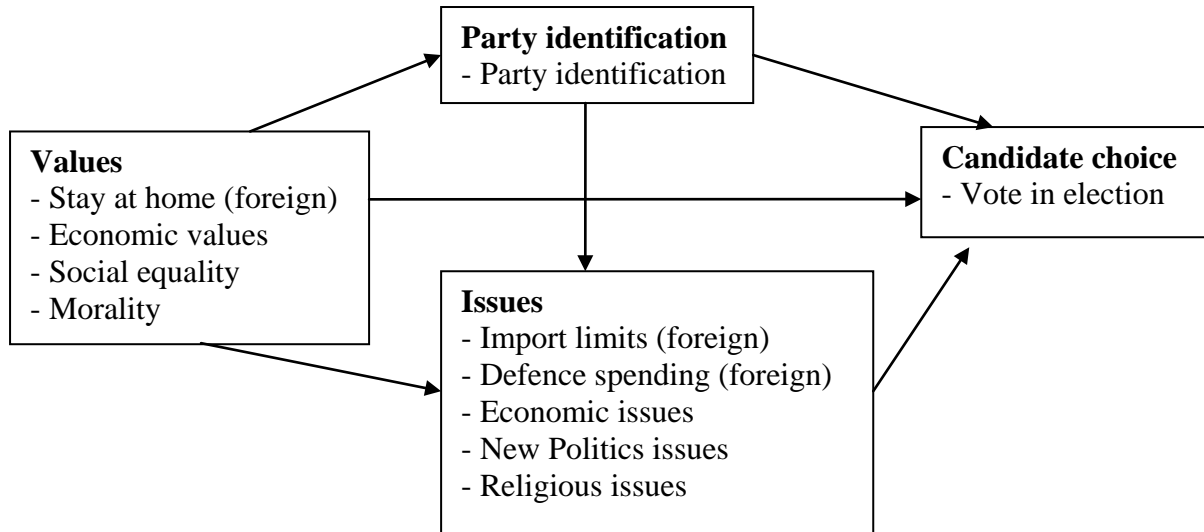 Party identification
- Party identification
Values
- Stay at home (foreign)
- Economic values
- Social equality
- Morality
Candidate choice
- Vote in election
Issues
- Import limits (foreign)
- Defence spending (foreign)
- Economic issues
- New Politics issues
- Religious issues